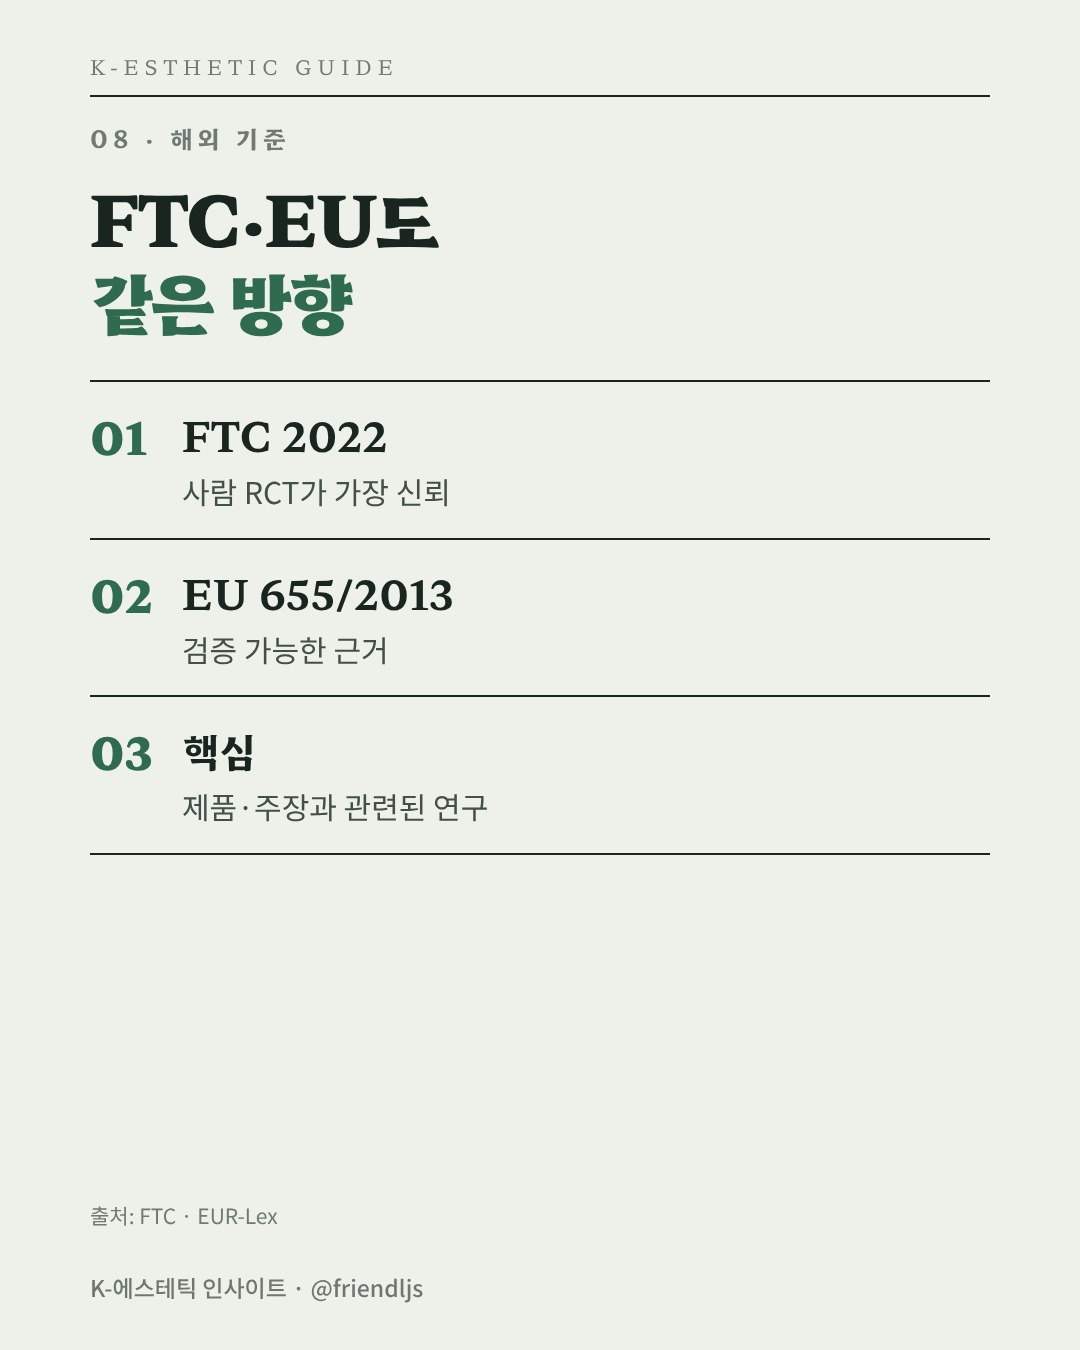 K-ESTHETIC GUIDE
08 · 해외 기준
FTC·EU도
같은 방향
01 FTC 2022
사람 RCT가 가장 신뢰
02 EU 655/2013
검증 가능한 근거
03 핵심
제품·주장과 관련된 연구
출처: FTC · EUR-Lex
K-에스테틱 인사이트 · @friendljs